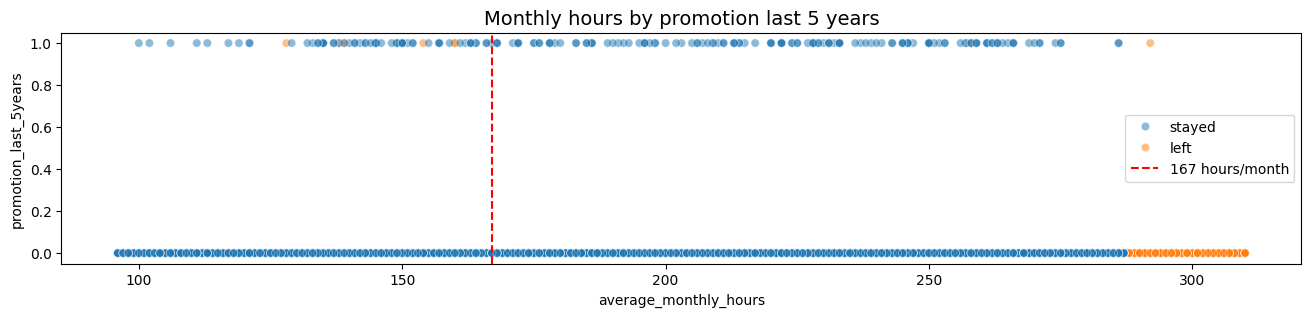 Monthly hours by promotion last 5 years
promotion_last_5years
1.0
0.8
0.6
0.4
0.2
0.0
stayed
left
167 hours/month
100
150
200
250
300
average_monthly_hours